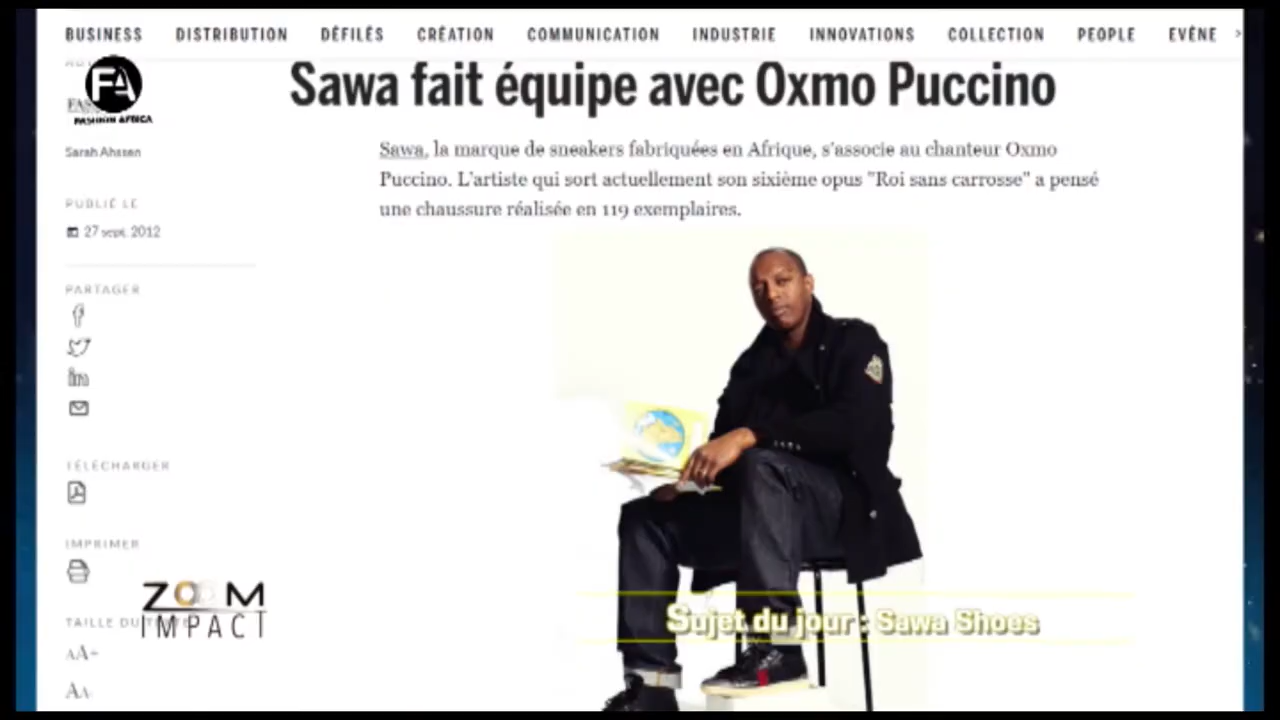 BUSINESS DISTRIBUTION DÉFILÉS CRÉATION COMMUNICATION INDUSTRIE INNOVATIONS COLLECTION PEOPLE EVÈNE >
FA
FASHION AFRICA
Sarah Ahssen
PUBLIÉ LE
27 sept. 2012
PARTAGER
TÉLÉCHARGER
IMPRIMER
TAILLE DU TEXTE
AA+
AA-
Sawa fait équipe avec Oxmo Puccino
Sawa, la marque de sneakers fabriquées en Afrique, s'associe au chanteur Oxmo
Puccino. L'artiste qui sort actuellement son sixième opus "Roi sans carrosse" a pensé
une chaussure réalisée en 119 exemplaires.
ZOOM
IMPACT
Sujet du jour : Sawa Shoes